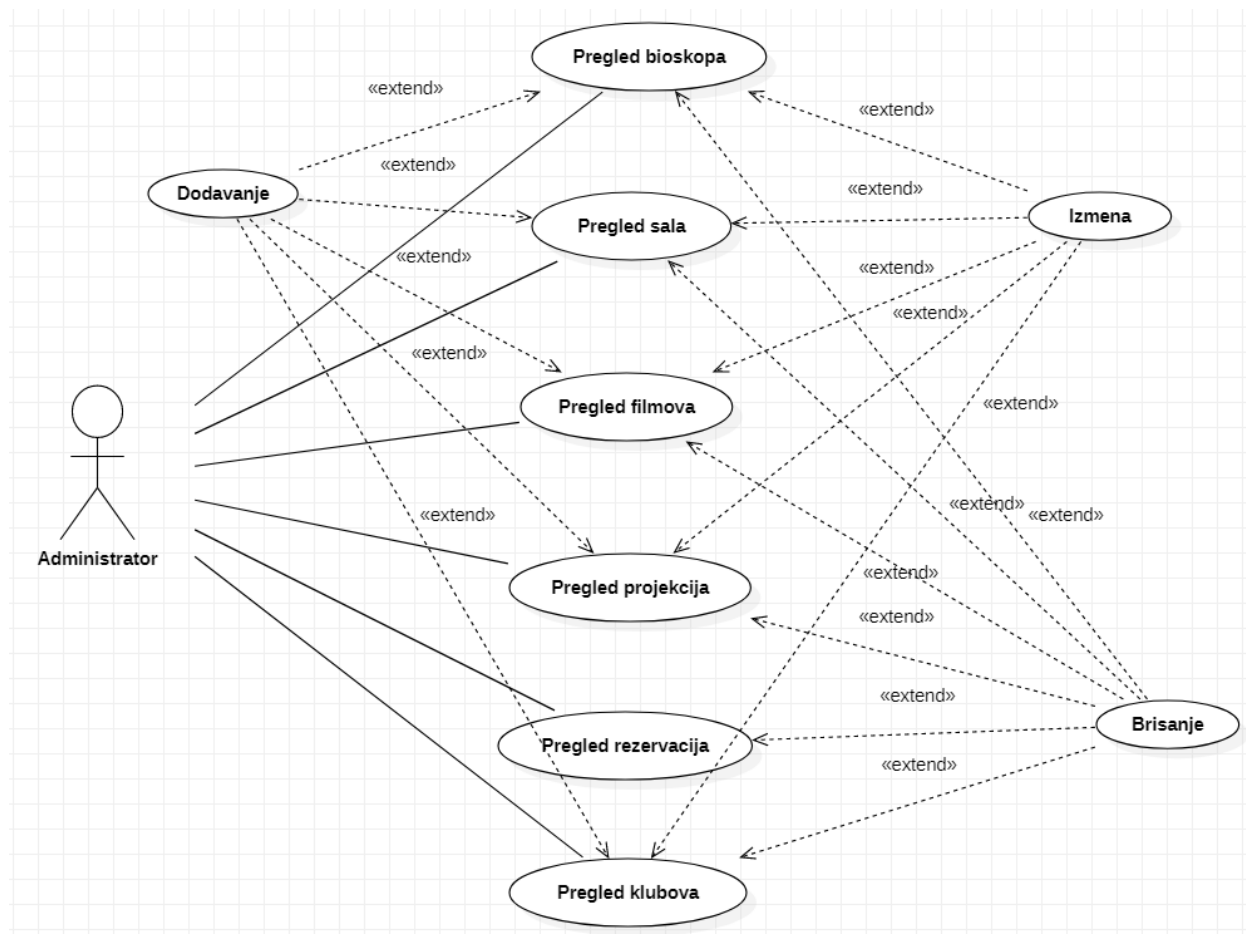 Pregled bioskopa
«extend»
«extend»
«extend»
Dodavanje
«extend»
Izmena
Pregled sala
«extend»
«extend»
«extend»
«extend»
Pregled filmova
«extend»
«extend»
«extend»
«extend»
Administrator
«extend»
Pregled projekcija
«extend»
«extend»
Brisanje
Pregled rezervacija
«extend»
Pregled klubova